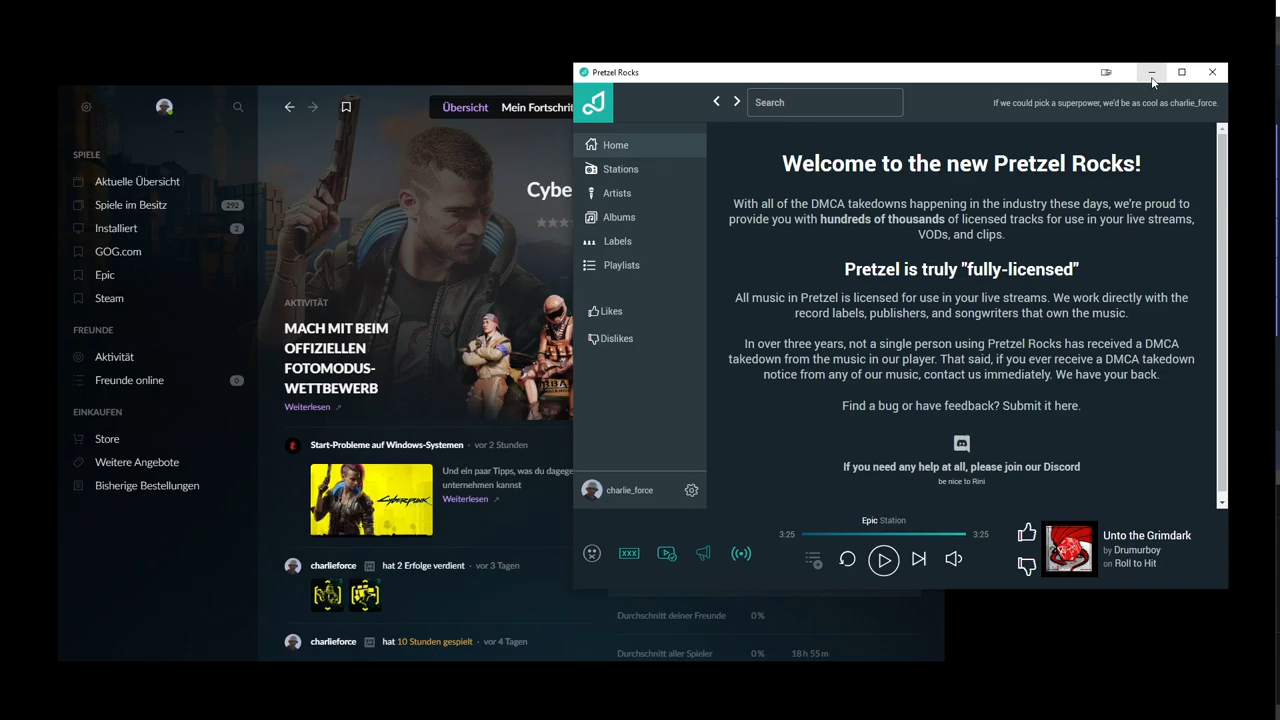 Pretzel Rocks
Search
If we could pick a superpower, we'd be as cool as charlie_force.
Home
Stations
Artists
Albums
Labels
Playlists
Likes
Dislikes
charlie_force
Welcome to the new Pretzel Rocks!
With all of the DMCA takedowns happening in the industry these days, we're proud to
provide you with hundreds of thousands of licensed tracks for use in your live streams,
VODs, and clips.
Pretzel is truly "fully-licensed"
All music in Pretzel is licensed for use in your live streams. We work directly with the
record labels, publishers, and songwriters that own the music.
In over three years, not a single person using Pretzel Rocks has received a DMCA
takedown from the music in our player. That said, if you ever receive a DMCA takedown
notice from any of our music, contact us immediately. We have your back.
Find a bug or have feedback? Submit it here.
If you need any help at all, please join our Discord
be nice to Rini
xxx
Epic Station
3:25
3:25
Unto the Grimdark
by Drumurboy
on Roll to Hit
SPIELE
Aktuelle Übersicht
Spiele im Besitz 292
Installiert 2
GOG.com
Epic
Steam
FREUNDE
Aktivität
Freunde online 0
EINKAUFEN
Store
Weitere Angebote
Bisherige Bestellungen
Übersicht Mein Fortschrit
Cybe
AKTIVITÄT
MACH MIT BEIM
OFFIZIELLEN
FOTOMODUS-
WETTBEWERB
Weiterlesen
Start-Probleme auf Windows-Systemen · vor 2 Stunden
Und ein paar Tipps, was du dagege
unternehmen kannst
Weiterlesen
CYBERPUNK
charlieforce hat 2 Erfolge verdient · vor 3 Tagen
charlieforce hat 10 Stunden gespielt · vor 4 Tagen
Durchschnitt deiner Freunde 0 %
Durchschnitt aller Spieler 0 % 18 h 55 m